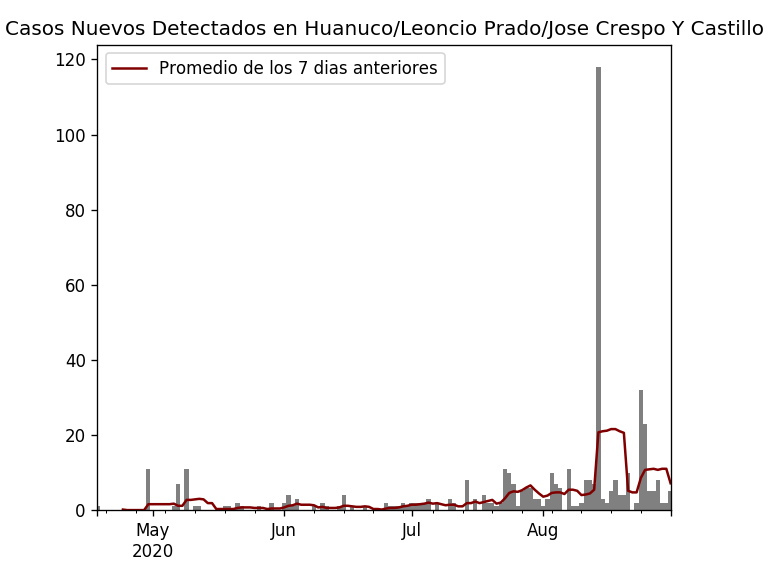 Casos Nuevos Detectados en Huanuco/Leoncio Prado/Jose Crespo Y Castillo
Promedio de los 7 dias anteriores
120
100
80
60
40
20
0
May Jun Jul Aug
2020